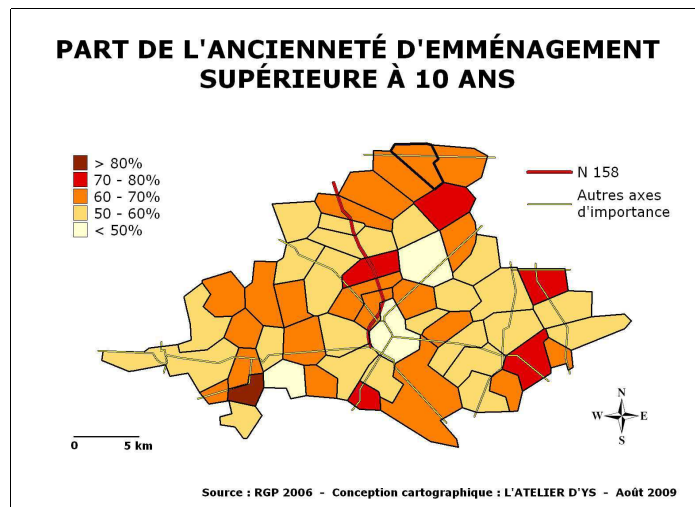 PART DE L'ANCIENNETÉ D'EMMÉNAGEMENT
SUPÉRIEURE À 10 ANS
> 80%
70 - 80%
60 - 70%
50 - 60%
< 50%
N 158
Autres axes
d'importance
N
W E
S
0 5 km
Source : RGP 2006 - Conception cartographique : L'ATELIER D'YS - Août 2009